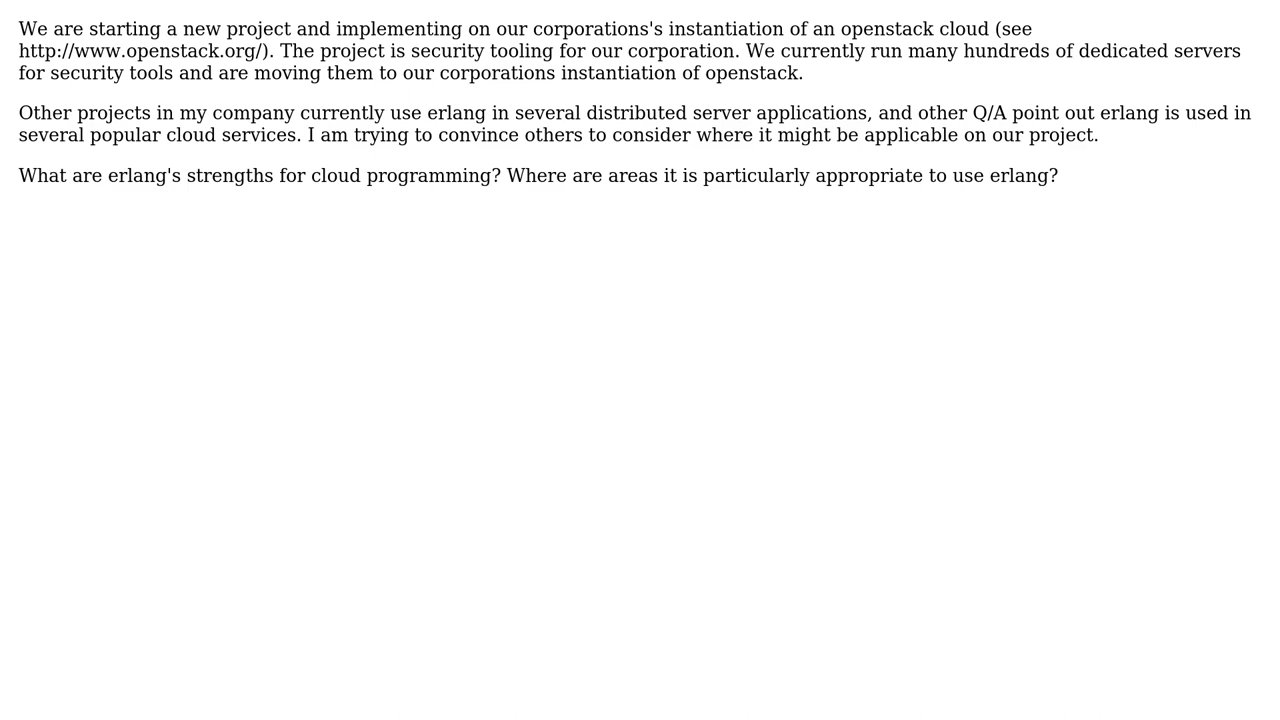 We are starting a new project and implementing on our corporations's instantiation of an openstack cloud (see
http://www.openstack.org/). The project is security tooling for our corporation. We currently run many hundreds of dedicated servers
for security tools and are moving them to our corporations instantiation of openstack.
Other projects in my company currently use erlang in several distributed server applications, and other Q/A point out erlang is used in
several popular cloud services. I am trying to convince others to consider where it might be applicable on our project.
What are erlang's strengths for cloud programming? Where are areas it is particularly appropriate to use erlang?